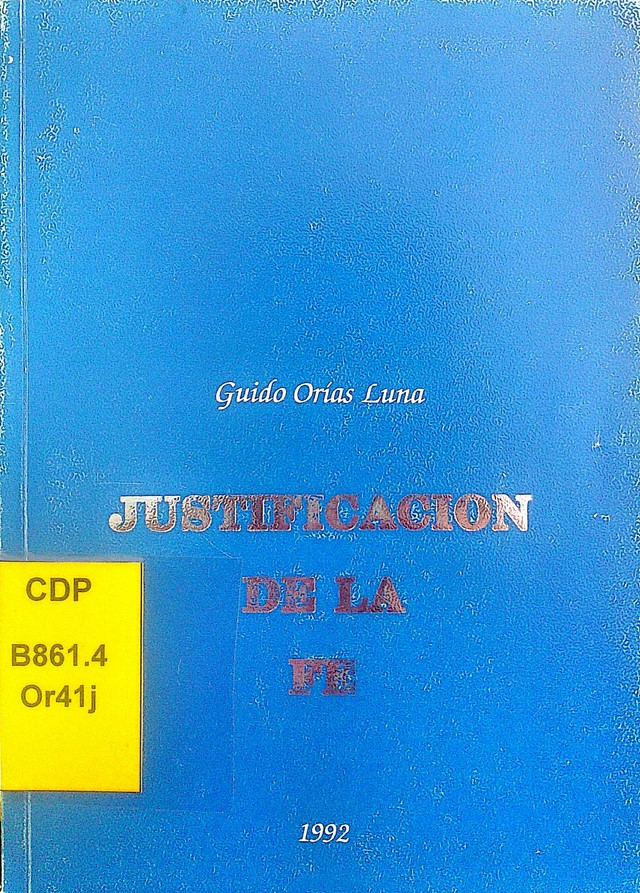 Guido Orías Luna
JUSTIFICACION
DE LA
FE
CDP
B861.4
Or41j
1992